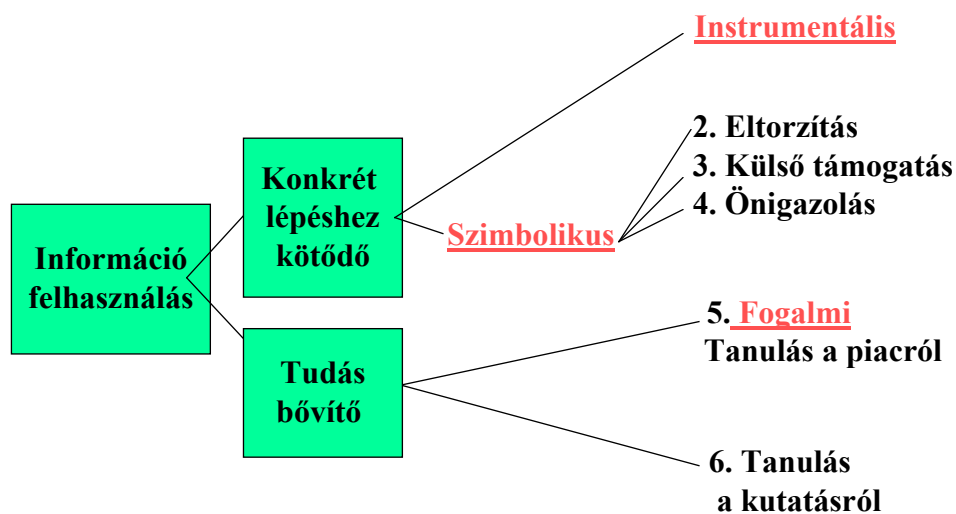 Információ
felhasználás
Konkrét
lépéshez
kötődő
Tudás
bővítő
Instrumentális
Szimbolikus
2. Eltorzítás
3. Külső támogatás
4. Önigazolás
5. Fogalmi
Tanulás a piacról
6. Tanulás
a kutatásról